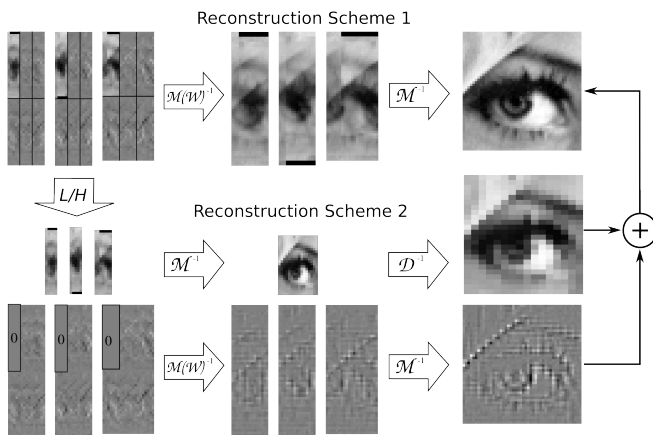 Reconstruction Scheme 1
M(W)⁻¹
M⁻¹
L/H
Reconstruction Scheme 2
M⁻¹
D⁻¹
+
0 0 0
M(W)⁻¹
M⁻¹